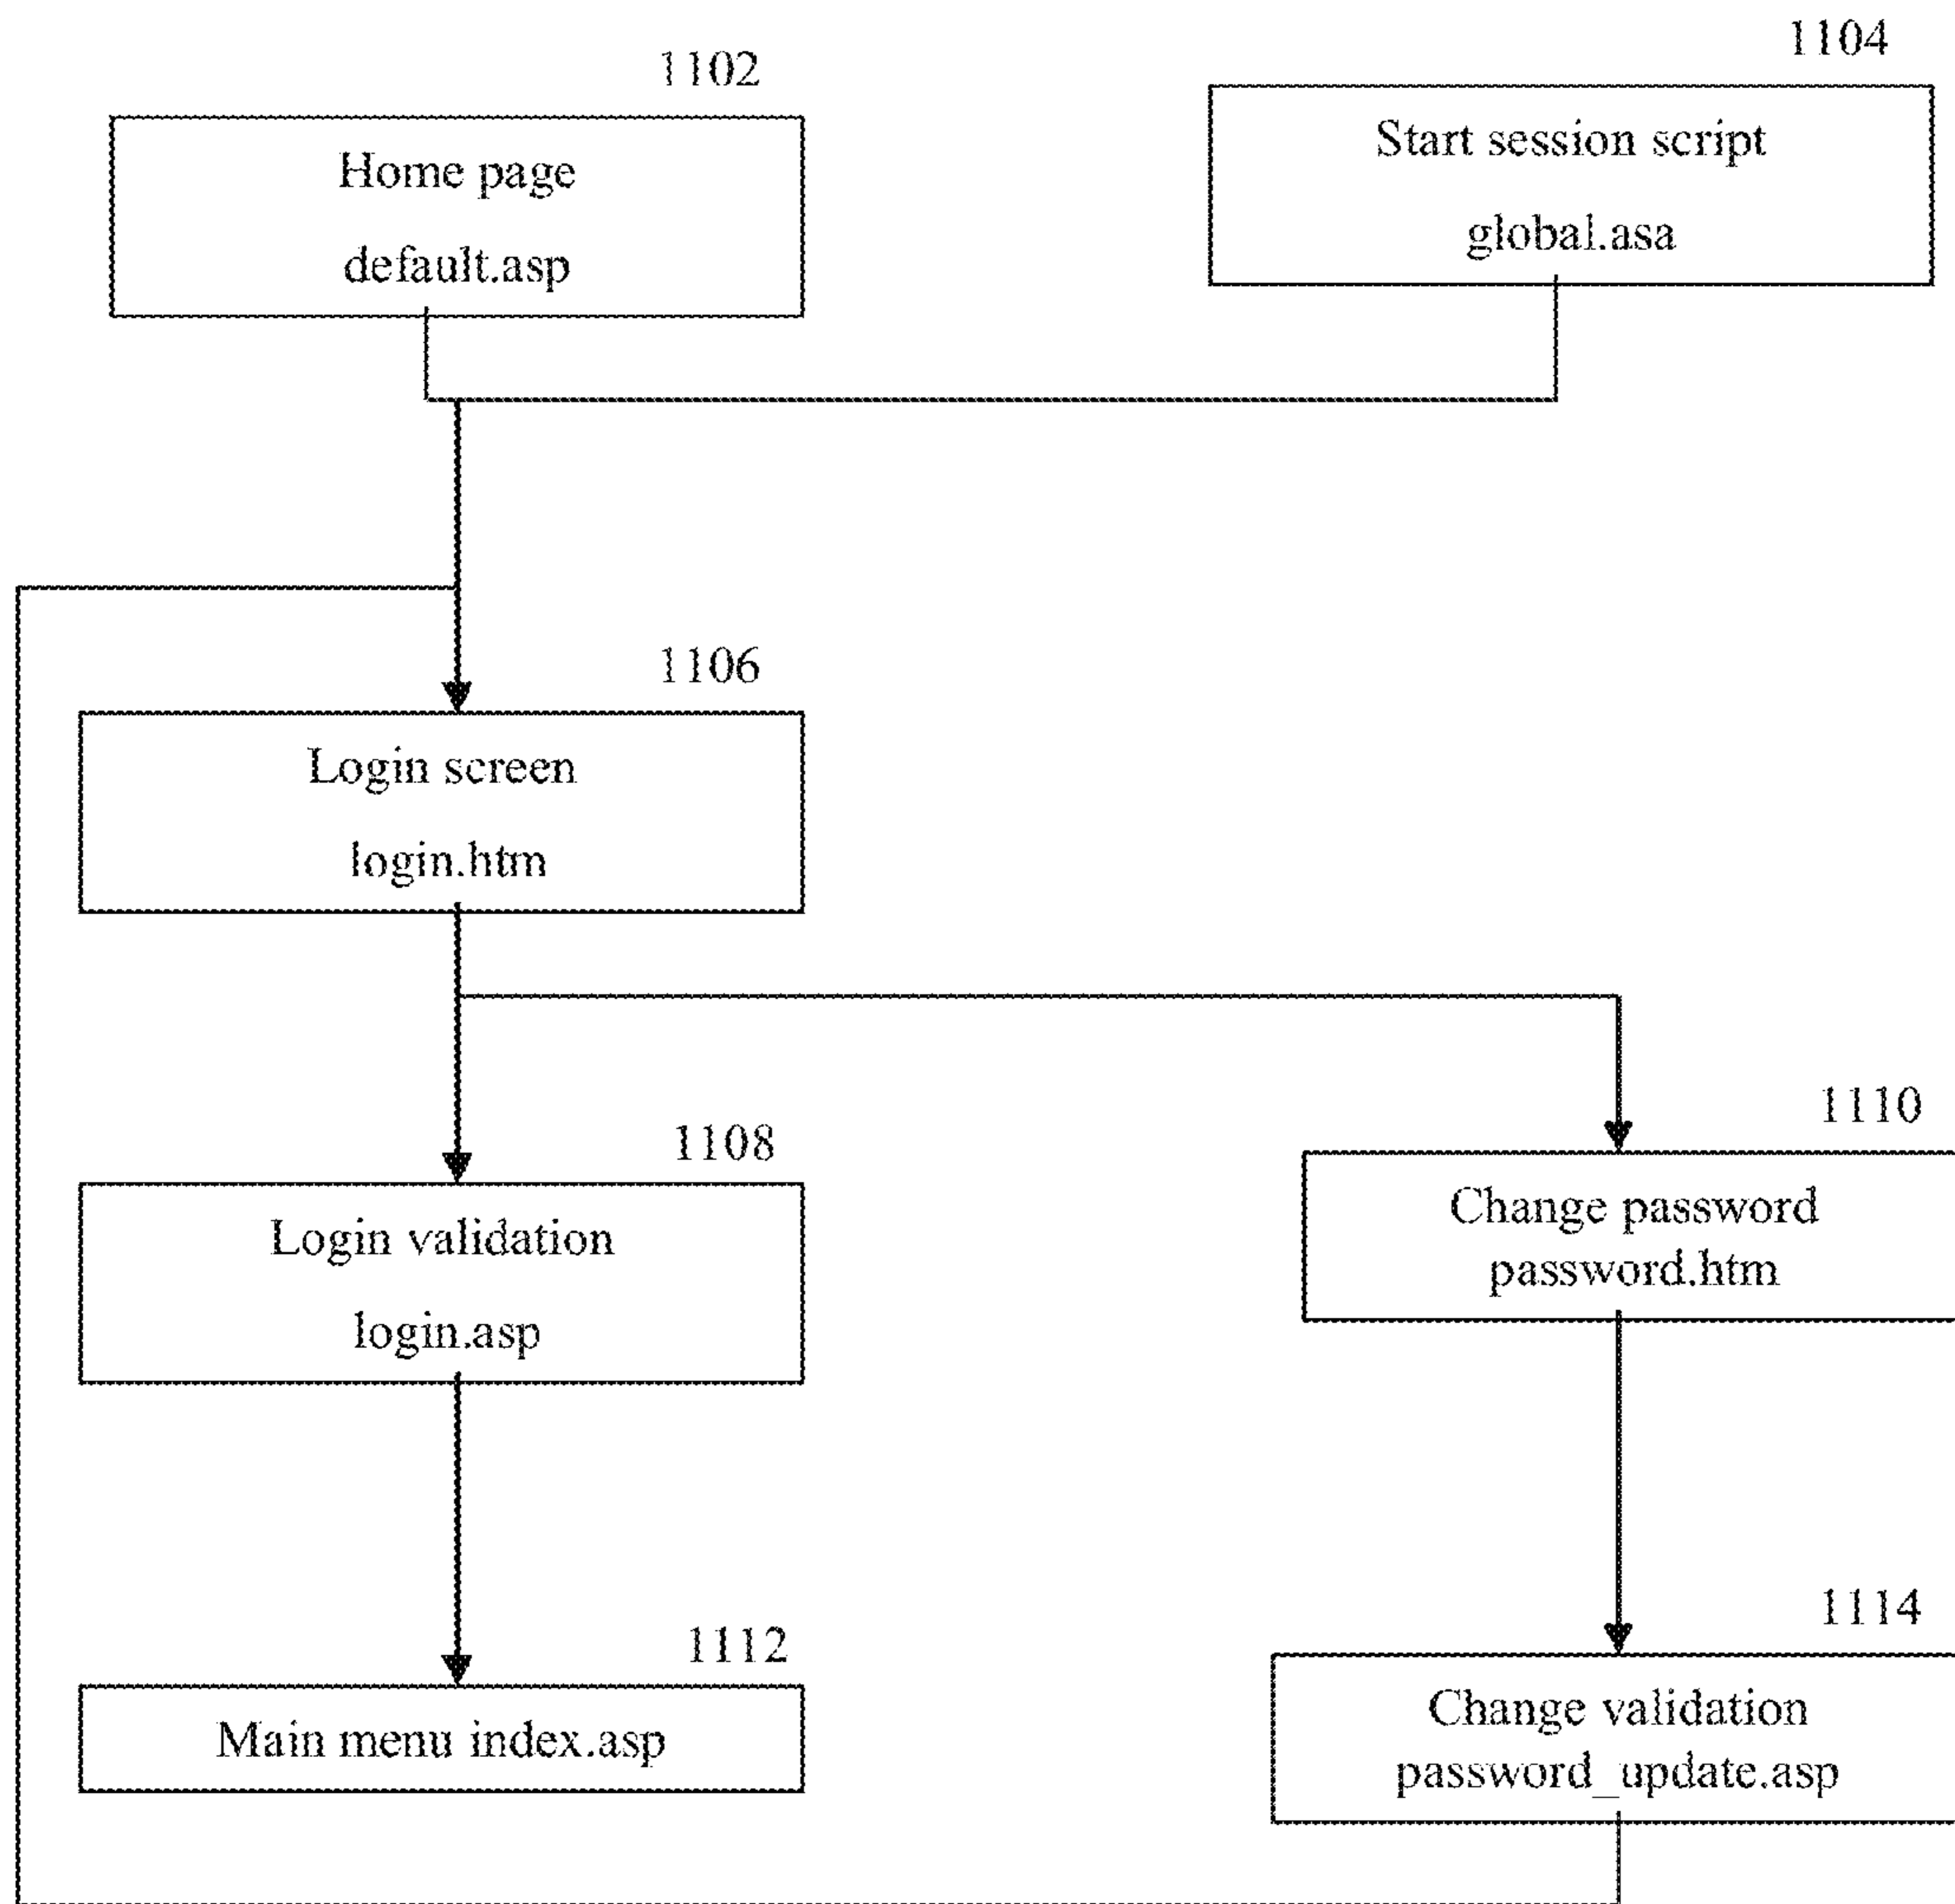 1102
Home page
default.asp
1104
Start session script
global.asa
1106
Login screen
login.htm
1108
Login validation
login.asp
1110
Change password
password.htm
1112
Main menu index.asp
1114
Change validation
password_update.asp